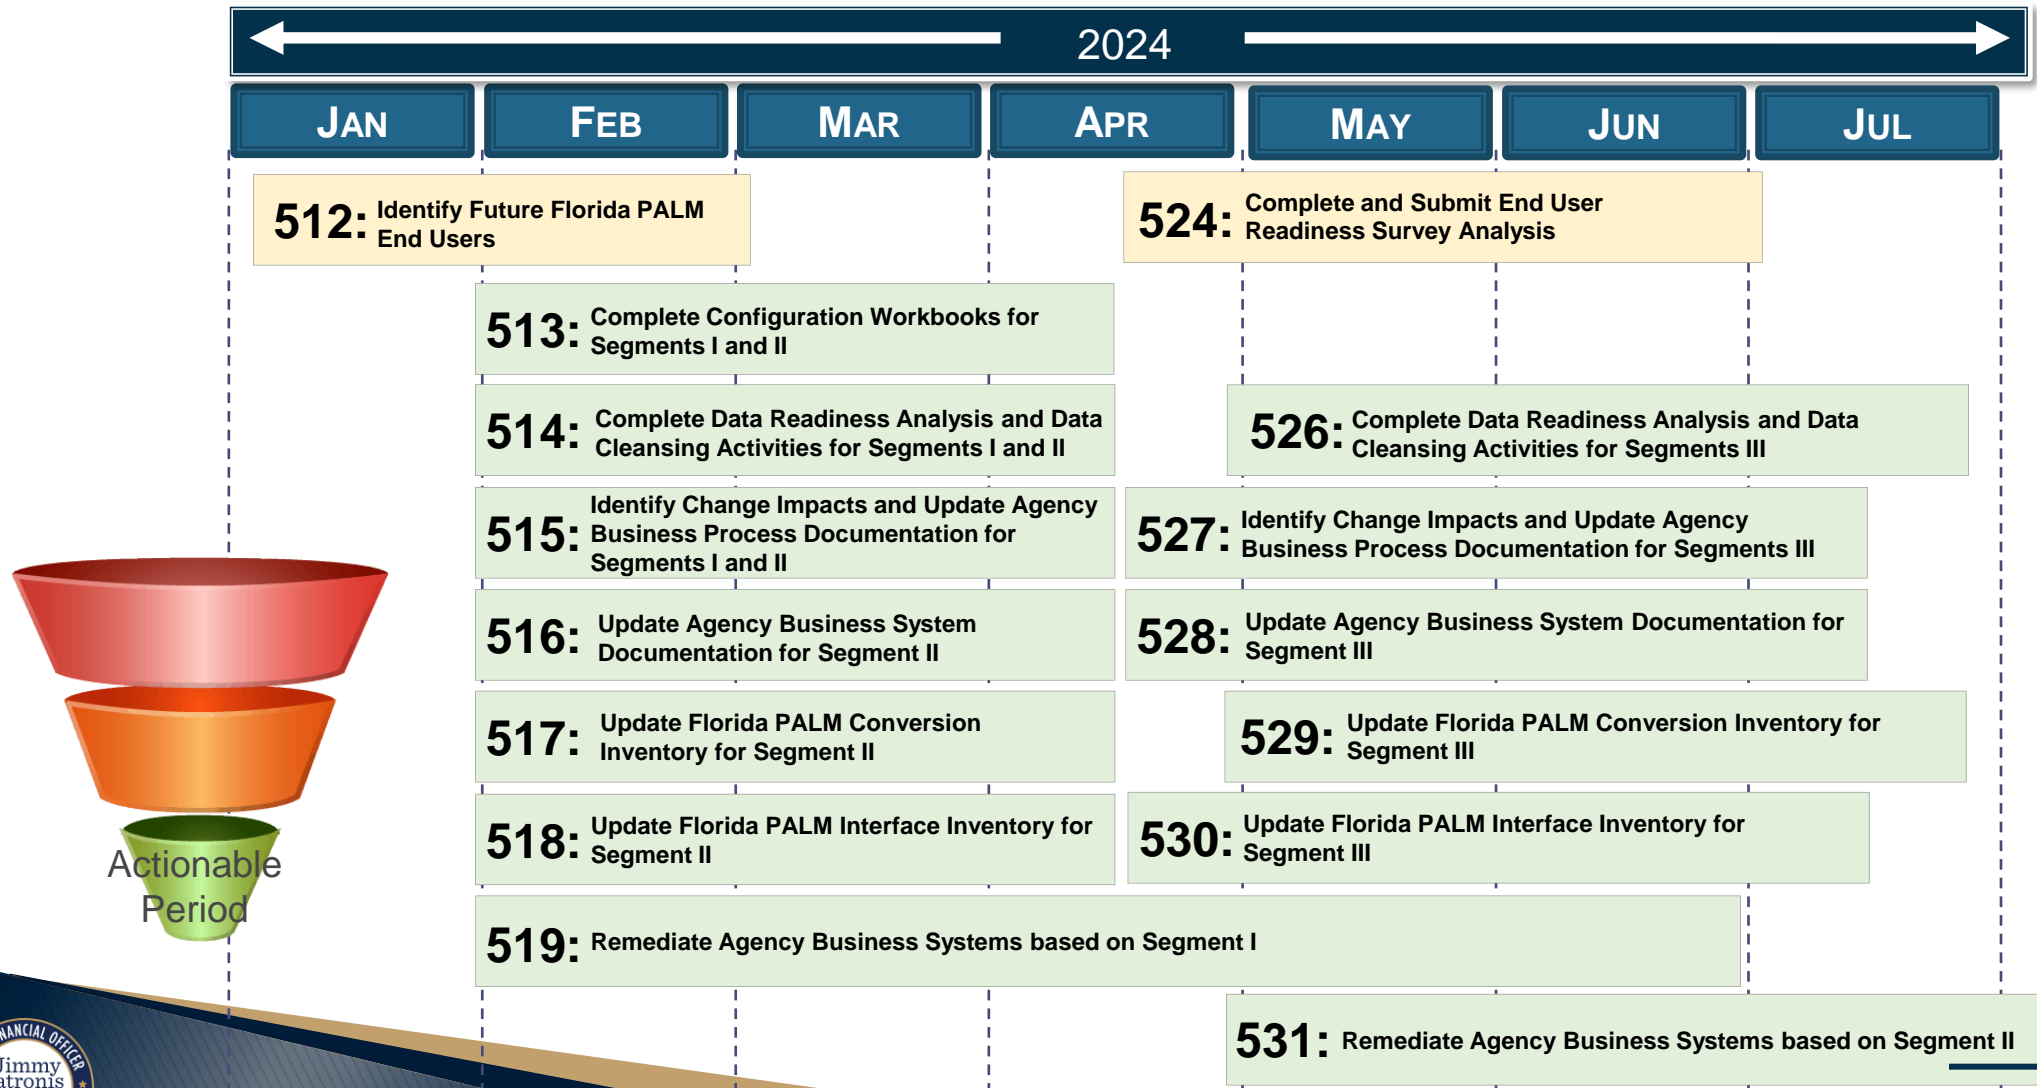 2024
JAN FEB MAR APR MAY JUN JUL
512: Identify Future Florida PALM
End Users
524: Complete and Submit End User
Readiness Survey Analysis
513: Complete Configuration Workbooks for
Segments I and II
514: Complete Data Readiness Analysis and Data
Cleansing Activities for Segments I and II
526: Complete Data Readiness Analysis and Data
Cleansing Activities for Segments III
515: Identify Change Impacts and Update Agency
Business Process Documentation for
Segments I and II
527: Identify Change Impacts and Update Agency
Business Process Documentation for Segments III
516: Update Agency Business System
Documentation for Segment II
528: Update Agency Business System Documentation for
Segment III
517: Update Florida PALM Conversion
Inventory for Segment II
529: Update Florida PALM Conversion Inventory for
Segment III
518: Update Florida PALM Interface Inventory for
Segment II
530: Update Florida PALM Interface Inventory for
Segment III
Actionable
Period
519: Remediate Agency Business Systems based on Segment I
531: Remediate Agency Business Systems based on Segment II
OFFICER
Jimmy